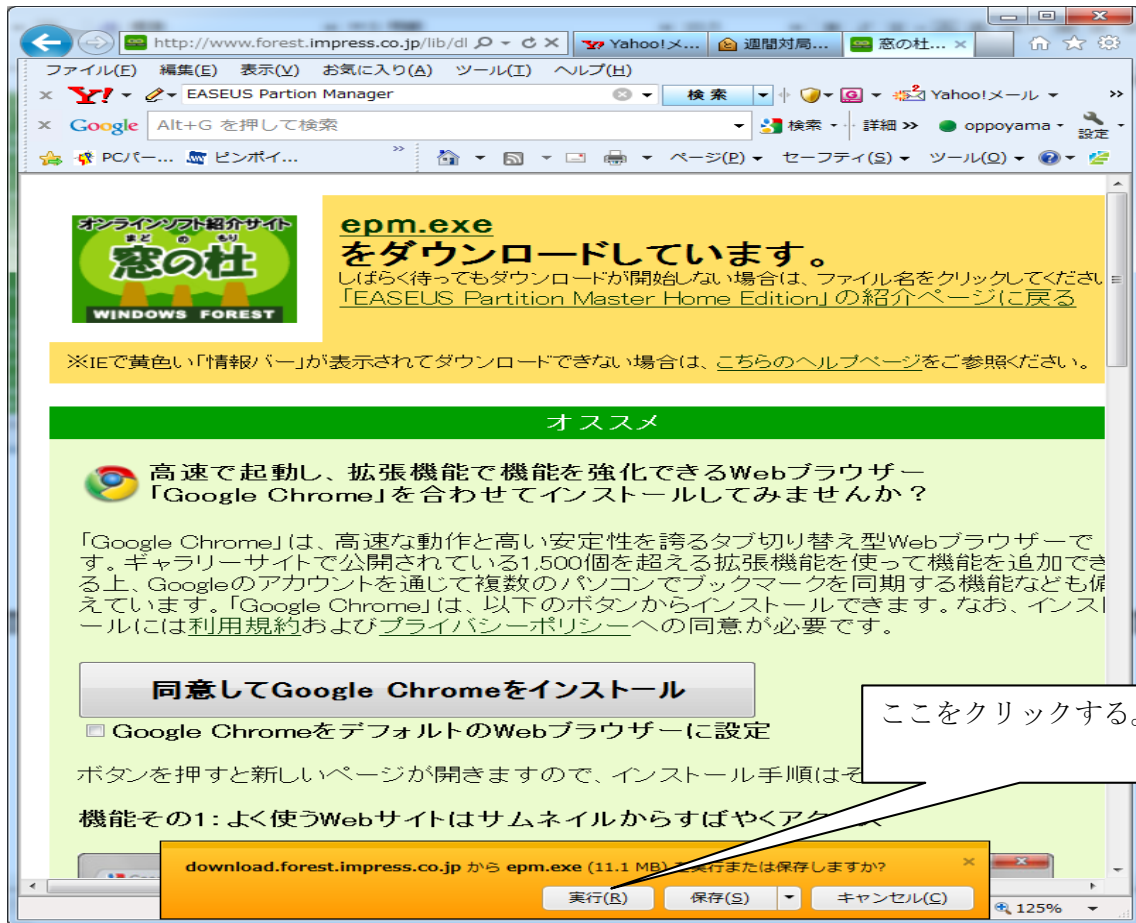 http://www.forest.impress.co.jp/lib/dl
Yahoo!メ...
週間対局...
窓の杜...
ファイル(F) 編集(E) 表示(V) お気に入り(A) ツール(T) ヘルプ(H)
Y! EASEUS Partion Manager 検索 Yahoo!メール
Google Alt+G を押して検索 検索 詳細 >> oppoyama 設定
PCパー... ピンポイ... ページ(P) セーフティ(S) ツール(O)
オンラインソフト紹介サイト
まど の もり
窓の杜
WINDOWS FOREST
epm.exe
をダウンロードしています。
しばらく待ってもダウンロードが開始しない場合は、ファイル名をクリックしてくださ
「EASEUS Partition Master Home Edition」の紹介ページに戻る
※IEで黄色い「情報バー」が表示されてダウンロードできない場合は、こちらのヘルプページをご参照ください。
オススメ
高速で起動し、拡張機能で機能を強化できるWebブラウザー
「Google Chrome」を合わせてインストールしてみませんか？
「Google Chrome」は、高速な動作と高い安定性を誇るタブ切り替え型Webブラウザーで
す。ギャラリーサイトで公開されている1,500個を超える拡張機能を使って機能を追加でき
る上、Googleのアカウントを通じて複数のパソコンでブックマークを同期する機能なども備
えています。「Google Chrome」は、以下のボタンからインストールできます。なお、インスト
ールには利用規約およびプライバシーポリシーへの同意が必要です。
同意してGoogle Chromeをインストール
Google ChromeをデフォルトのWebブラウザーに設定
ここをクリックする。
ボタンを押すと新しいページが開きますので、インストール手順はそ
機能その1：よく使うWebサイトはサムネイルからすばやくアクセス
download.forest.impress.co.jp から epm.exe (11.1 MB) を実行または保存しますか?
実行(R) 保存(S) キャンセル(C)
125%